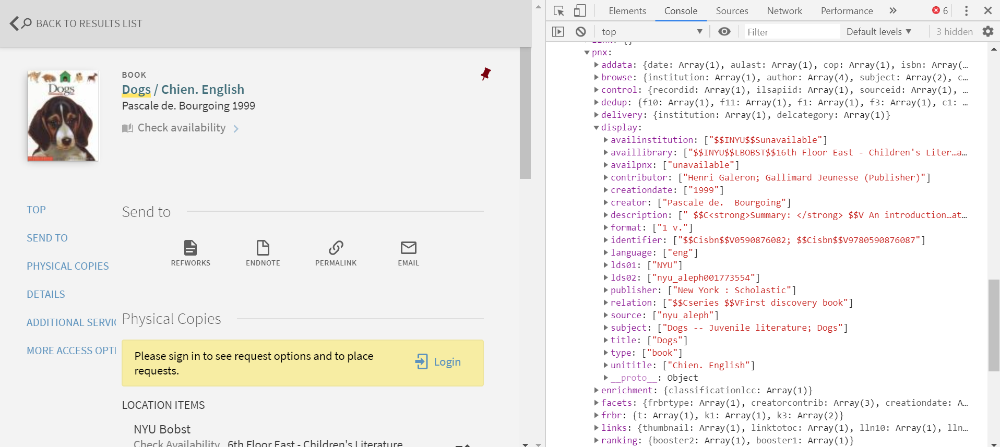 BACK TO RESULTS LIST
Dogs
BOOK
Dogs / Chien. English
Pascale de. Bourgoing 1999
Check availability
TOP
SEND TO
PHYSICAL COPIES
DETAILS
ADDITIONAL SERVIC
MORE ACCESS OPT
Send to
REFWORKS
ENDNOTE
PERMALINK
EMAIL
Physical Copies
Please sign in to see request options and to place
requests.
Login
LOCATION ITEMS
NYU Bobst
Check Availability 6th Floor East - Children's Literature
Elements Console Sources Network Performance 6
top Filter Default levels 3 hidden
pnx:
addata: {date: Array(1), aulast: Array(1), cop: Array(1), isbn: Array(…
browse: {institution: Array(1), author: Array(4), subject: Array(2), c…
control: {recordid: Array(1), ilsapiid: Array(1), sourceid: Array(1), …
dedup: {f10: Array(1), f11: Array(1), f1: Array(1), f3: Array(1), c1: …
delivery: {institution: Array(1), delcategory: Array(1)}
display:
availinstitution: ["$$INYU$$Sunavailable"]
availlibrary: ["$$INYU$$LBOBST$$16th Floor East - Children's Liter…a…
availpnx: ["unavailable"]
contributor: ["Henri Galeron; Gallimard Jeunesse (Publisher)"]
creationdate: ["1999"]
creator: ["Pascale de.  Bourgoing"]
description: [" $$C<strong>Summary: </strong> $$V An introduction…at…
format: ["1 v."]
identifier: ["$$Cisbn$$V0590876082; $$Cisbn$$V9780590876087"]
language: ["eng"]
lds01: ["NYU"]
lds02: ["nyu_aleph001773554"]
publisher: ["New York : Scholastic"]
relation: ["$$Cseries $$VFirst discovery book"]
source: ["nyu_aleph"]
subject: ["Dogs -- Juvenile literature; Dogs"]
title: ["Dogs"]
type: ["book"]
unititle: ["Chien. English"]
__proto__: Object
enrichment: {classificationlcc: Array(1)}
facets: {frbrtype: Array(1), creatorcontrib: Array(3), creationdate: A…
frbr: {t: Array(1), k1: Array(1), k3: Array(2)}
links: {thumbnail: Array(1), linktotoc: Array(1), lln10: Array(1), lln…
ranking: {booster2: Array(1), booster1: Array(1)}